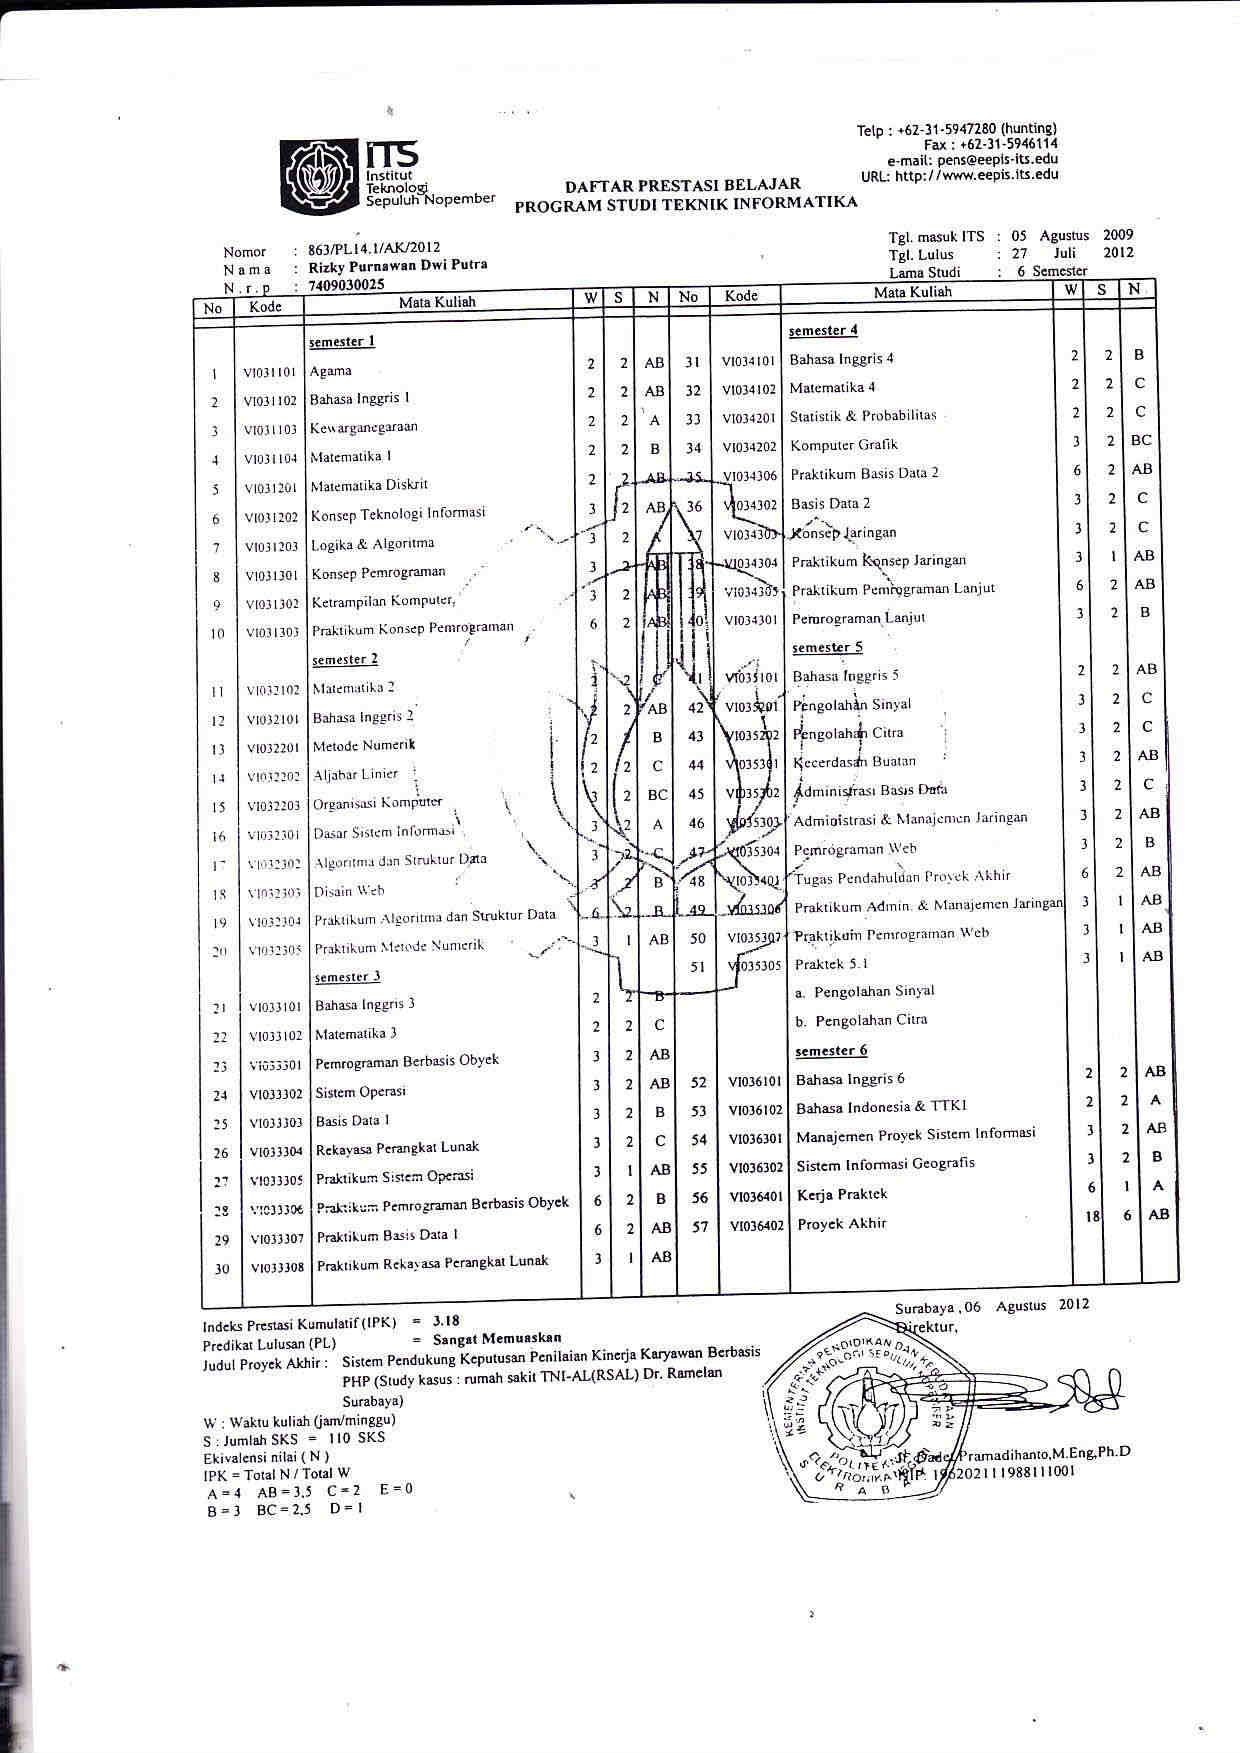 ITS
Institut
Teknologi
Sepuluh Nopember
Telp : +62-31-5947280 (hunting)
Fax : +62-31-5946114
e-mail: pens@eepis-its.edu
URL: http://www.eepis.its.edu
DAFTAR PRESTASI BELAJAR
PROGRAM STUDI TEKNIK INFORMATIKA
Nomor : 863/PL14.1/AK/2012
N a m a : Rizky Purnawan Dwi Putra
N . r . p : 7409030025
Tgl. masuk ITS : 05 Agustus 2009
Tgl. Lulus : 27 Juli 2012
Lama Studi : 6 Semester
No Kode Mata Kuliah W S N
semester 1
1 VI031101 Agama 2 2 AB
2 VI031102 Bahasa Inggris 1 2 2 AB
3 VI031103 Kewarganegaraan 2 2 A
4 VI031104 Matematika 1 2 2 B
5 VI031201 Matematika Diskrit 2 2 AB
6 VI031202 Konsep Teknologi Informasi 3 2 AB
7 VI031203 Logika & Algoritma 3 2 A
8 VI031301 Konsep Pemrograman 3 2 AB
9 VI031302 Ketrampilan Komputer 3 2 AB
10 VI031303 Praktikum Konsep Pemrograman 6 2 AB
semester 2
11 VI032102 Matematika 2 2 2 C
12 VI032101 Bahasa Inggris 2 2 2 AB
13 VI032201 Metode Numerik 2 2 B
14 VI032202 Aljabar Linier 2 2 C
15 VI032203 Organisasi Komputer 3 2 BC
16 VI032301 Dasar Sistem Informasi 3 2 A
17 VI032302 Algoritma dan Struktur Data 3 2 C
18 VI032303 Disain Web 3 2 B
19 VI032304 Praktikum Algoritma dan Struktur Data 6 2 B
20 VI032305 Praktikum Metode Numerik 3 1 AB
semester 3
21 VI033101 Bahasa Inggris 3 2 2 B
22 VI033102 Matematika 3 2 2 C
23 VI033301 Pemrograman Berbasis Obyek 3 2 AB
24 VI033302 Sistem Operasi 3 2 AB
25 VI033303 Basis Data 1 3 2 B
26 VI033304 Rekayasa Perangkat Lunak 3 2 C
27 VI033305 Praktikum Sistem Operasi 3 1 AB
28 VI033306 Praktikum Pemrograman Berbasis Obyek 6 2 B
29 VI033307 Praktikum Basis Data 1 6 2 AB
30 VI033308 Praktikum Rekayasa Perangkat Lunak 3 1 AB
No Kode Mata Kuliah W S N
semester 4
31 VI034101 Bahasa Inggris 4 2 2 B
32 VI034102 Matematika 4 2 2 C
33 VI034201 Statistik & Probabilitas 2 2 C
34 VI034202 Komputer Grafik 3 2 BC
35 VI034306 Praktikum Basis Data 2 6 2 AB
36 VI034302 Basis Data 2 3 2 C
37 VI034303 Konsep Jaringan 3 2 C
38 VI034304 Praktikum Konsep Jaringan 3 1 AB
39 VI034305 Praktikum Pemrograman Lanjut 6 2 AB
40 VI034301 Pemrograman Lanjut 3 2 B
semester 5
41 VI035101 Bahasa Inggris 5 2 2 AB
42 VI035201 Pengolahan Sinyal 3 2 C
43 VI035202 Pengolahan Citra 3 2 C
44 VI035301 Kecerdasan Buatan 3 2 AB
45 VI035302 Administrasi Basis Data 3 2 C
46 VI035303 Administrasi & Manajemen Jaringan 3 2 AB
47 VI035304 Pemrograman Web 3 2 B
48 VI035401 Tugas Pendahuluan Proyek Akhir 6 2 AB
49 VI035306 Praktikum Admin. & Manajemen Jaringan 3 1 AB
50 VI035307 Praktikum Pemrograman Web 3 1 AB
51 VI035305 Praktek 5.1 3 1 AB
a. Pengolahan Sinyal
b. Pengolahan Citra
semester 6
52 VI036101 Bahasa Inggris 6 2 2 AB
53 VI036102 Bahasa Indonesia & TTKI 2 2 A
54 VI036301 Manajemen Proyek Sistem Informasi 3 2 AB
55 VI036302 Sistem Informasi Geografis 3 2 B
56 VI036401 Kerja Praktek 6 1 A
57 VI036402 Proyek Akhir 18 6 AB
Indeks Prestasi Kumulatif (IPK) = 3.18
Predikat Lulusan (PL) = Sangat Memuaskan
Judul Proyek Akhir : Sistem Pendukung Keputusan Penilaian Kinerja Karyawan Berbasis
PHP (Study kasus : rumah sakit TNI-AL(RSAL) Dr. Ramelan
Surabaya)
W : Waktu kuliah (jam/minggu)
S : Jumlah SKS = 110 SKS
Ekivalensi nilai ( N )
IPK = Total N / Total W
A = 4 AB = 3,5 C = 2 E = 0
B = 3 BC = 2,5 D = 1
Surabaya , 06 Agustus 2012
Direktur,
KEMENTERIAN PENDIDIKAN DAN KEBUDAYAAN
INSTITUT TEKNOLOGI SEPULUH NOPEMBER
POLITEKNIK
ELEKTRONIKA NEGERI
SURABAYA
Ir. Dadet Pramadihanto,M.Eng,Ph.D
NIP. 196202111988111001